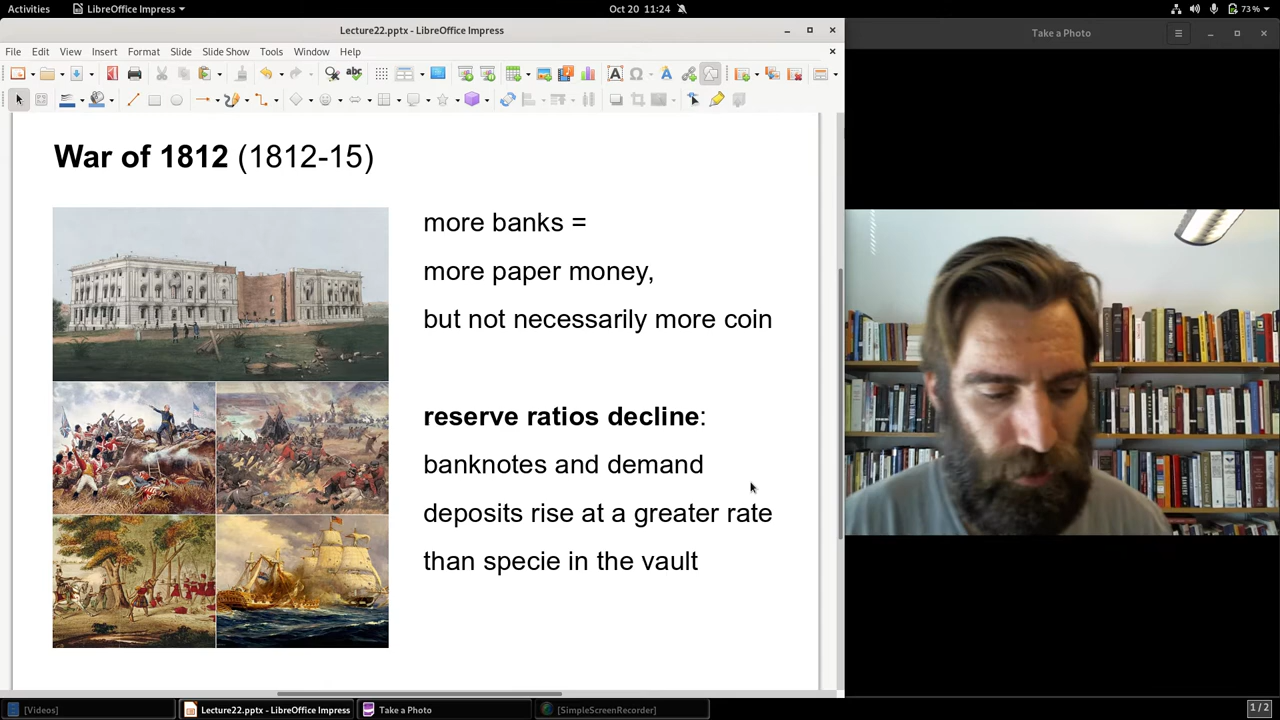 Activities
LibreOffice Impress
Oct 20 11:24
73%
Lecture22.pptx - LibreOffice Impress
Take a Photo
File Edit View Insert Format Slide Slide Show Tools Window Help
War of 1812 (1812-15)
more banks =
more paper money,
but not necessarily more coin
reserve ratios decline:
banknotes and demand
deposits rise at a greater rate
than specie in the vault
[Videos]
Lecture22.pptx - LibreOffice Impress
Take a Photo
[SimpleScreenRecorder]
1 / 2